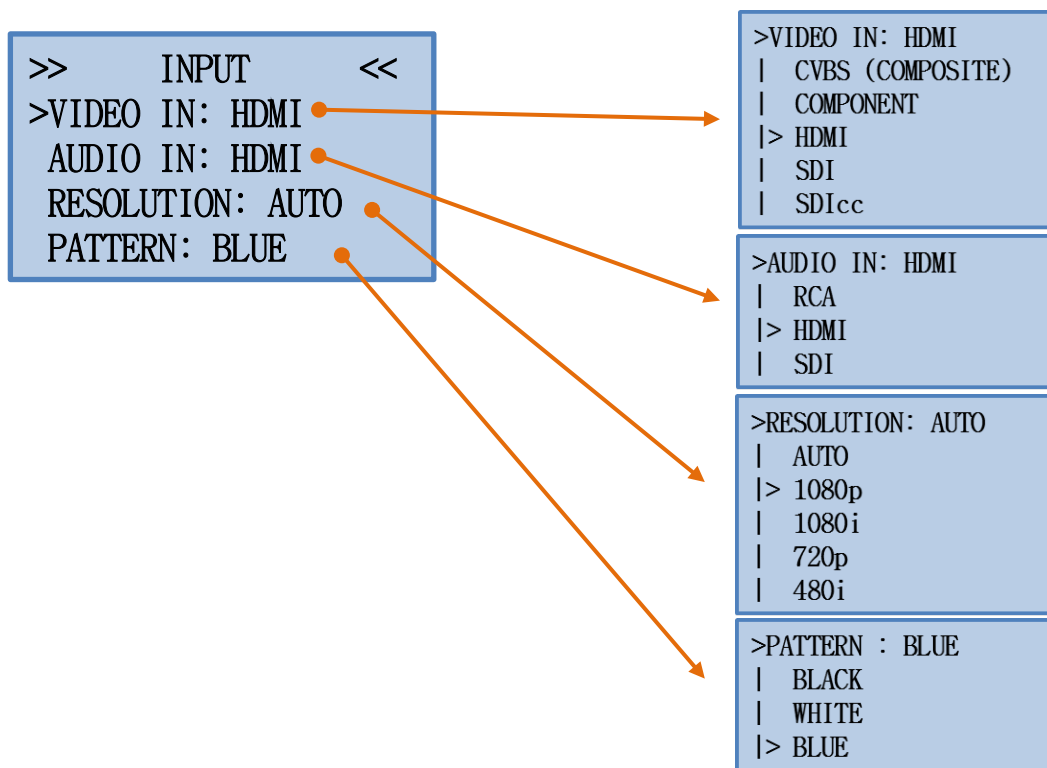 >> INPUT <<
>VIDEO IN: HDMI
AUDIO IN: HDMI
RESOLUTION: AUTO
PATTERN: BLUE
>VIDEO IN: HDMI
| CVBS (COMPOSITE)
| COMPONENT
|> HDMI
| SDI
| SDIcc
>AUDIO IN: HDMI
| RCA
|> HDMI
| SDI
>RESOLUTION: AUTO
| AUTO
|> 1080p
| 1080i
| 720p
| 480i
>PATTERN : BLUE
| BLACK
| WHITE
|> BLUE